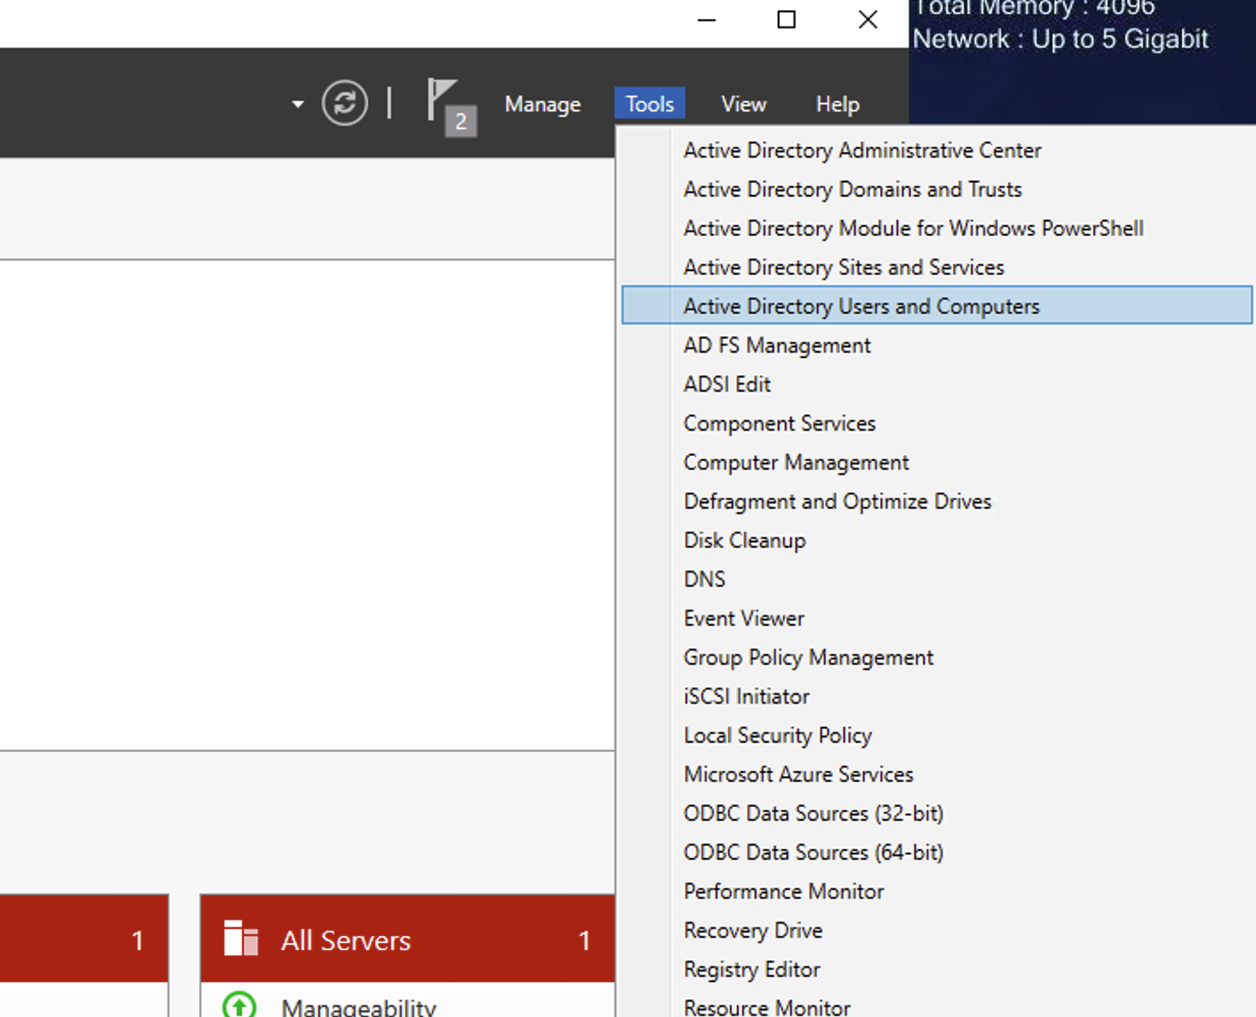 Total Memory : 4096
Network : Up to 5 Gigabit
2
Manage
Tools
View
Help
Active Directory Administrative Center
Active Directory Domains and Trusts
Active Directory Module for Windows PowerShell
Active Directory Sites and Services
Active Directory Users and Computers
AD FS Management
ADSI Edit
Component Services
Computer Management
Defragment and Optimize Drives
Disk Cleanup
DNS
Event Viewer
Group Policy Management
iSCSI Initiator
Local Security Policy
Microsoft Azure Services
ODBC Data Sources (32-bit)
ODBC Data Sources (64-bit)
Performance Monitor
Recovery Drive
Registry Editor
Resource Monitor
1
All Servers 1
Manageability